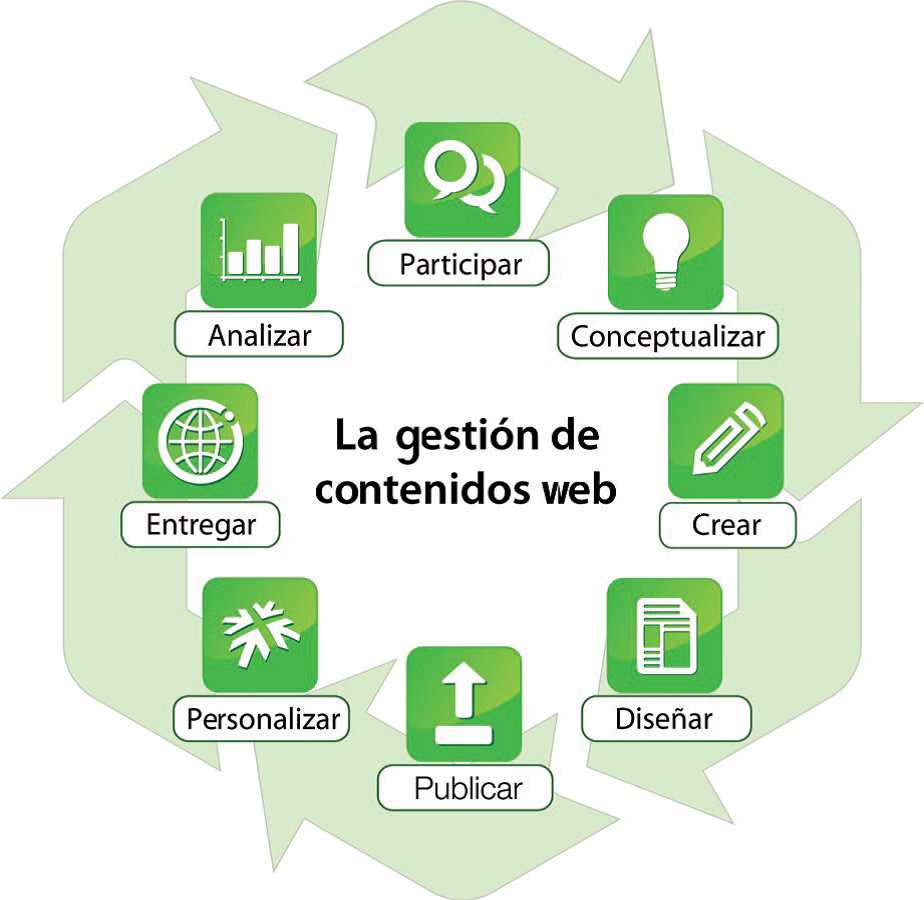 Participar
Conceptualizar
Crear
Diseñar
Publicar
Personalizar
Entregar
Analizar
La gestión de
contenidos web